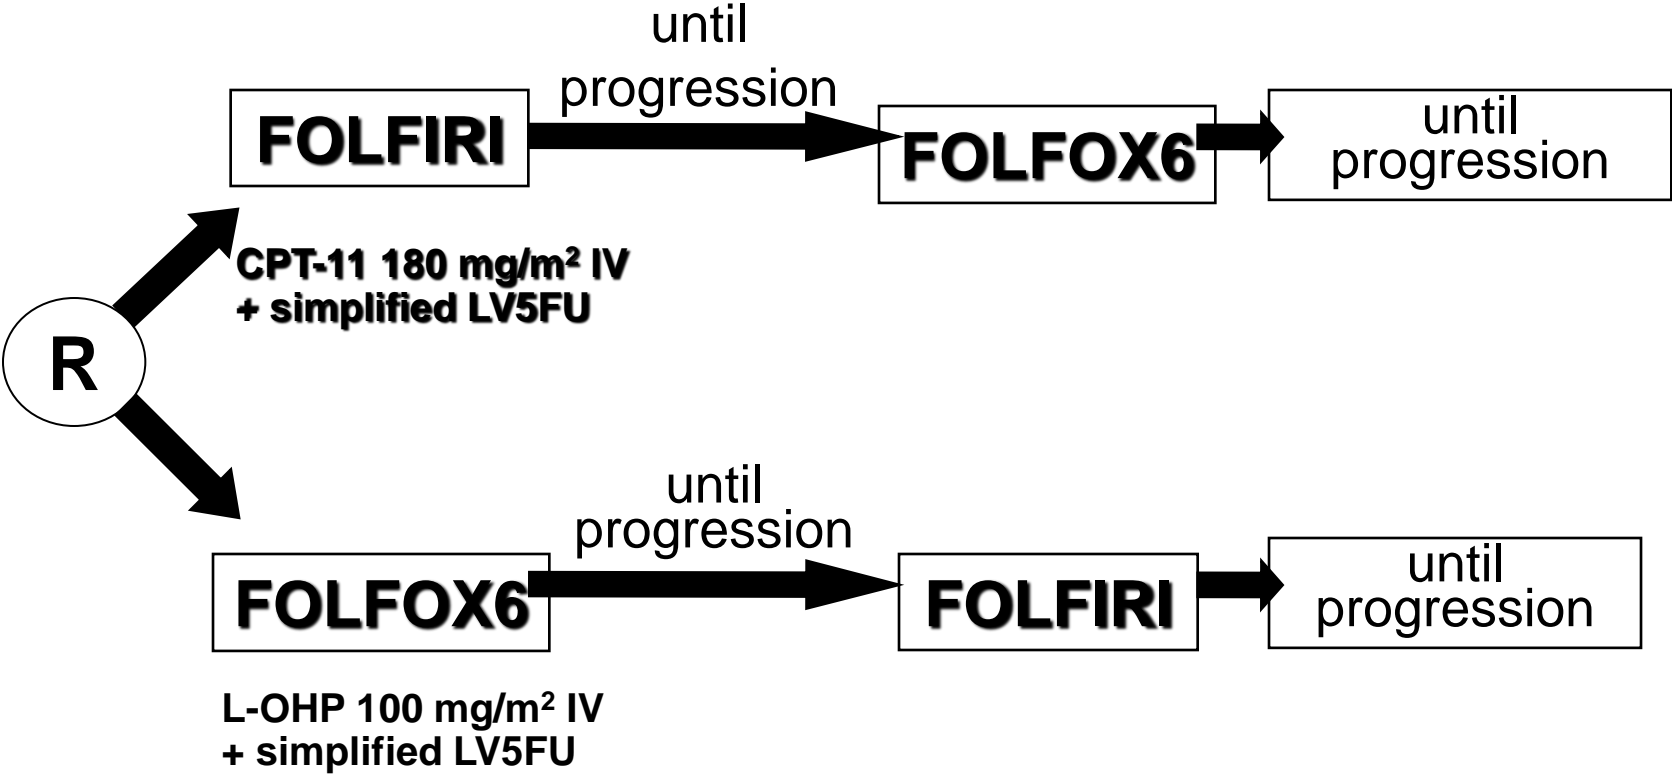 until
progression
FOLFIRI
FOLFOX6
until
progression
CPT-11 180 mg/m² IV
+ simplified LV5FU
R
until
progression
FOLFOX6
FOLFIRI
until
progression
L-OHP 100 mg/m² IV
+ simplified LV5FU